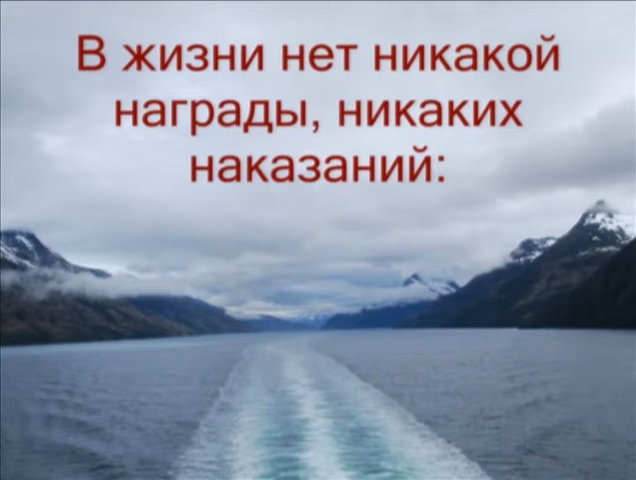 В жизни нет никакой
награды, никаких
наказаний: